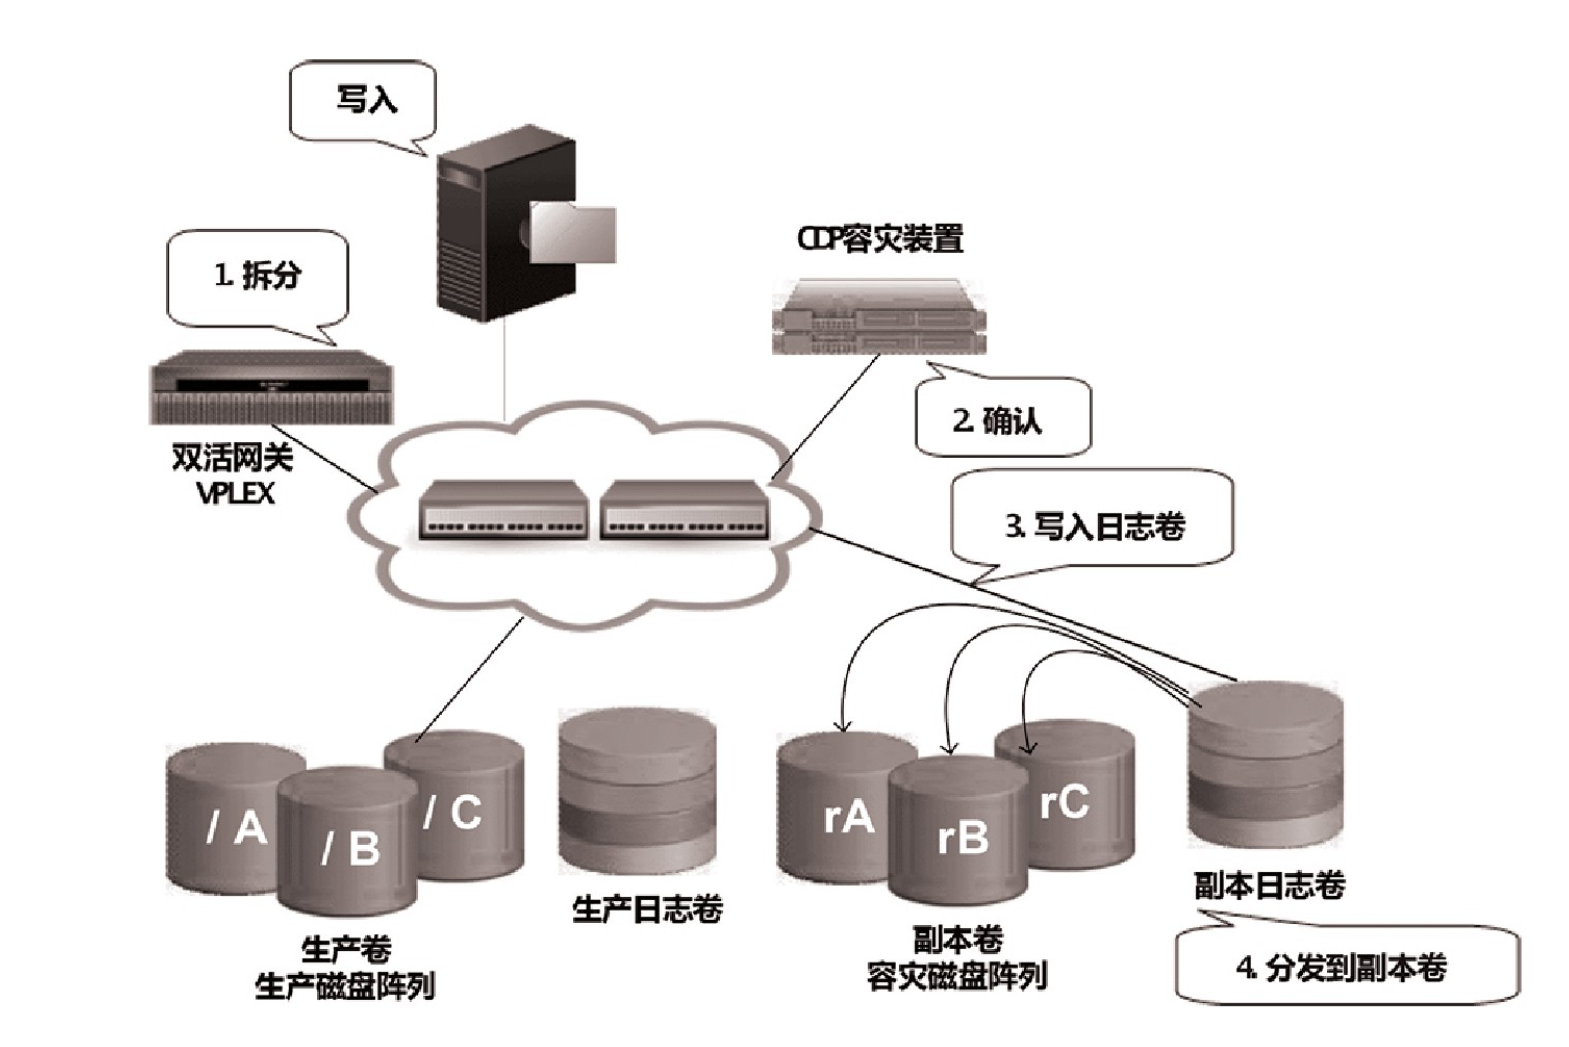 写入
CDP容灾装置
1. 拆分
2. 确认
双活网关
VPLEX
3. 写入日志卷
/ A
/ B
/ C
rA
rB
rC
生产日志卷
副本日志卷
生产卷
生产磁盘阵列
副本卷
容灾磁盘阵列
4. 分发到副本卷